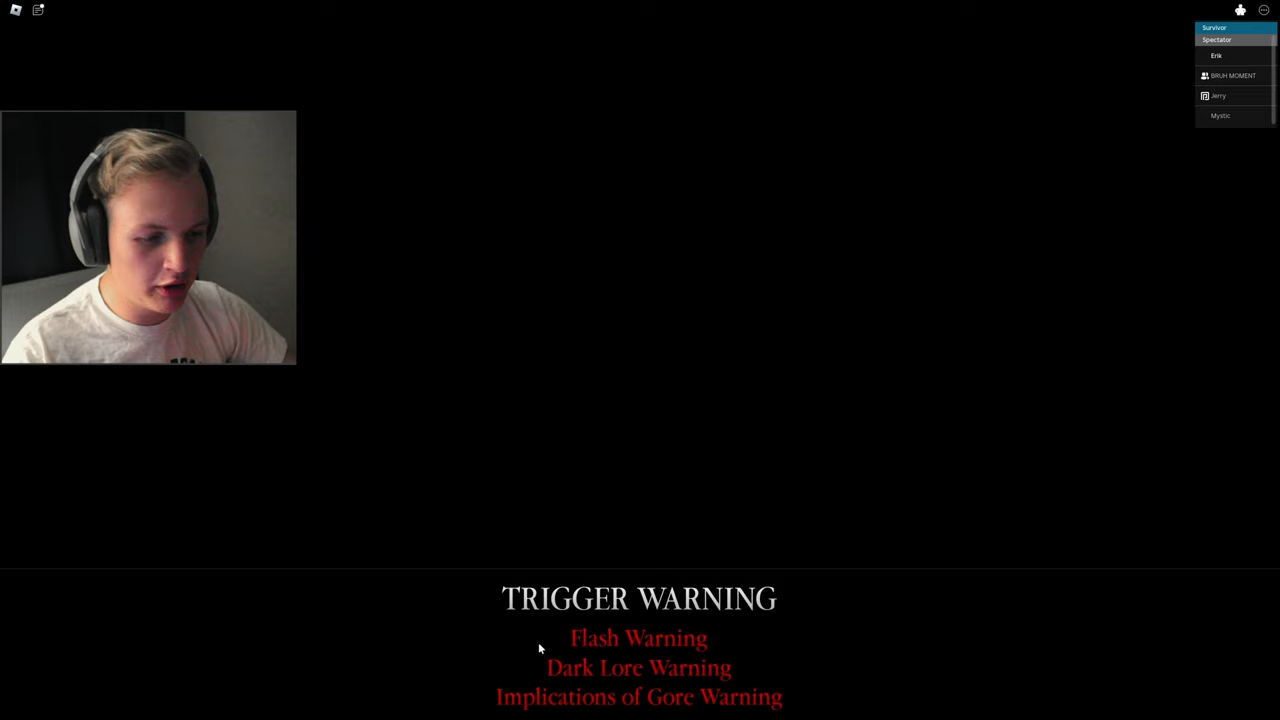 Survivor
Spectator
Erik
BRUH MOMENT
Jerry
Mystic
TRIGGER WARNING
Flash Warning
Dark Lore Warning
Implications of Gore Warning